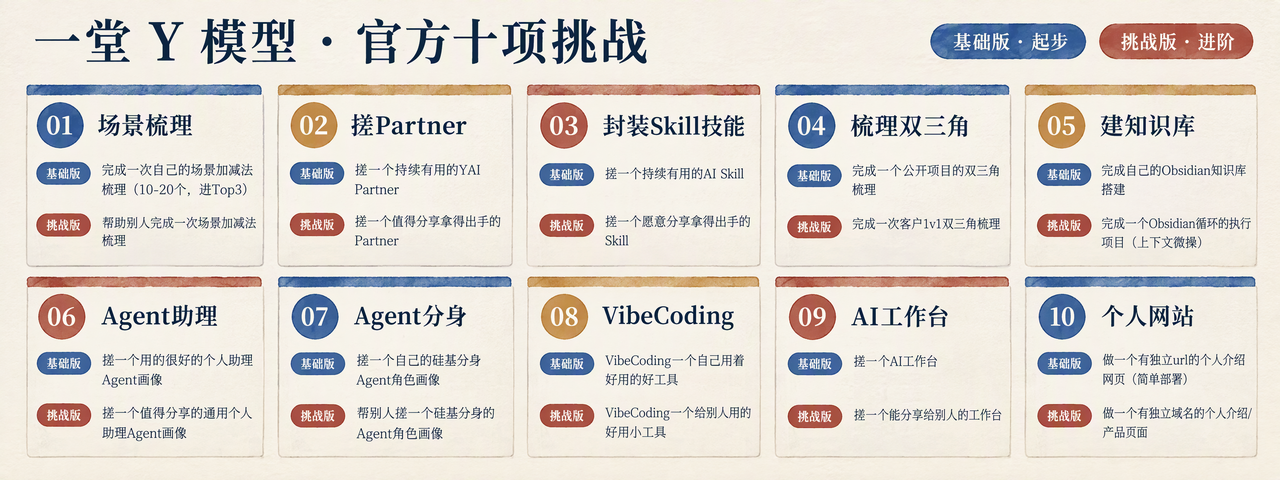 一堂 Y 模型 · 官方十项挑战
基础版 · 起步
挑战版 · 进阶
01 场景梳理
基础版
完成一次自己的场景加减法
梳理（10-20个，进Top3）
挑战版
帮助别人完成一次场景加减法
梳理
02 搓Partner
基础版
搓一个持续有用的YAI
Partner
挑战版
搓一个值得分享拿得出手的
Partner
03 封装Skill技能
基础版
搓一个持续有用的AI Skill
挑战版
搓一个愿意分享拿得出手的
Skill
04 梳理双三角
基础版
完成一个公开项目的双三角
梳理
挑战版
完成一次客户1v1双三角梳理
05 建知识库
基础版
完成自己的Obsidian知识库
搭建
挑战版
完成一个Obsidian循环的执行
项目（上下文微操）
06 Agent助理
基础版
搓一个用的很好的个人助理
Agent画像
挑战版
搓一个值得分享的通用个人
助理Agent画像
07 Agent分身
基础版
搓一个自己的硅基分身
Agent角色画像
挑战版
帮别人搓一个硅基分身的
Agent角色画像
08 VibeCoding
基础版
VibeCoding一个自己用着
好用的好工具
挑战版
VibeCoding一个给别人用的
好用小工具
09 AI工作台
基础版
搓一个AI工作台
挑战版
搓一个能分享给别人的工作台
10 个人网站
基础版
做一个有独立url的个人介绍
网页（简单部署）
挑战版
做一个有独立域名的个人介绍/
产品页面